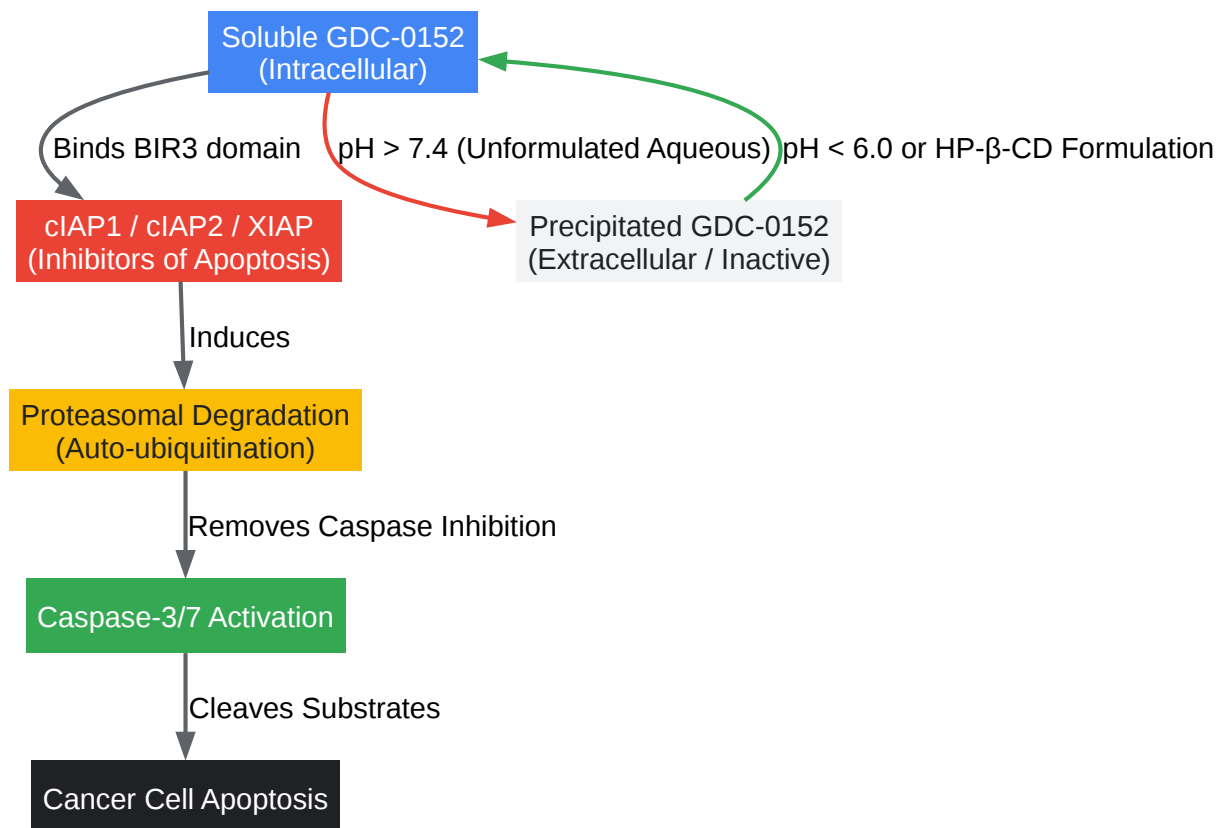 Soluble GDC-0152
(Intracellular)
Binds BIR3 domain
pH > 7.4 (Unformulated Aqueous)
pH < 6.0 or HP-β-CD Formulation
cIAP1 / cIAP2 / XIAP
(Inhibitors of Apoptosis)
Precipitated GDC-0152
(Extracellular / Inactive)
Induces
Proteasomal Degradation
(Auto-ubiquitination)
Removes Caspase Inhibition
Caspase-3/7 Activation
Cleaves Substrates
Cancer Cell Apoptosis